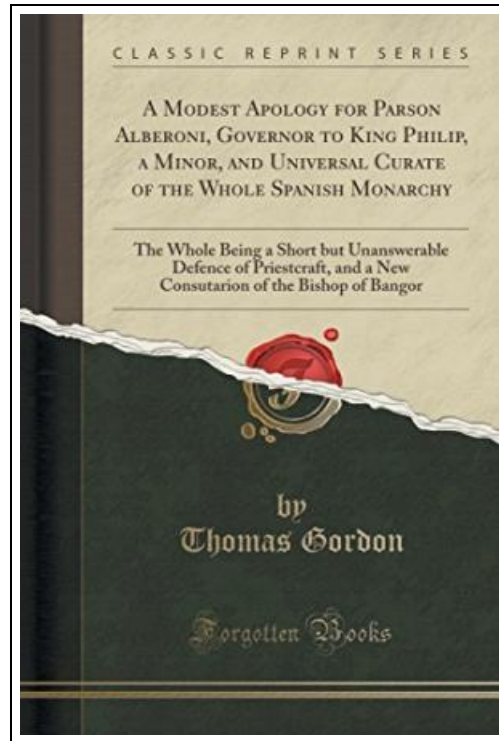 CLASSIC REPRINT SERIES
A MODEST APOLOGY FOR PARSON
ALBERONI, GOVERNOR TO KING PHILIP,
A MINOR, AND UNIVERSAL CURATE
OF THE WHOLE SPANISH MONARCHY
The Whole Being a Short but Unanswerable
Defence of Priestcraft, and a New
Consutarion of the Bishop of Bangor
by
Thomas Gordon
Forgotten Books